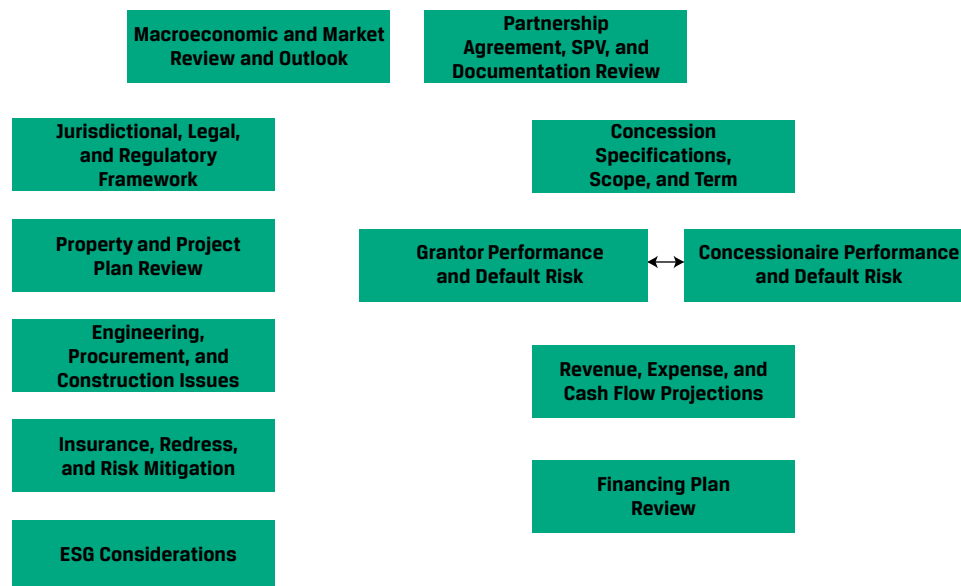 Macroeconomic and Market
Review and Outlook
Partnership
Agreement, SPV, and
Documentation Review
Jurisdictional, Legal,
and Regulatory
Framework
Property and Project
Plan Review
Engineering,
Procurement, and
Construction Issues
Insurance, Redress,
and Risk Mitigation
ESG Considerations
Concession
Specifications,
Scope, and Term
Grantor Performance
and Default Risk
Concessionaire Performance
and Default Risk
Revenue, Expense, and
Cash Flow Projections
Financing Plan
Review